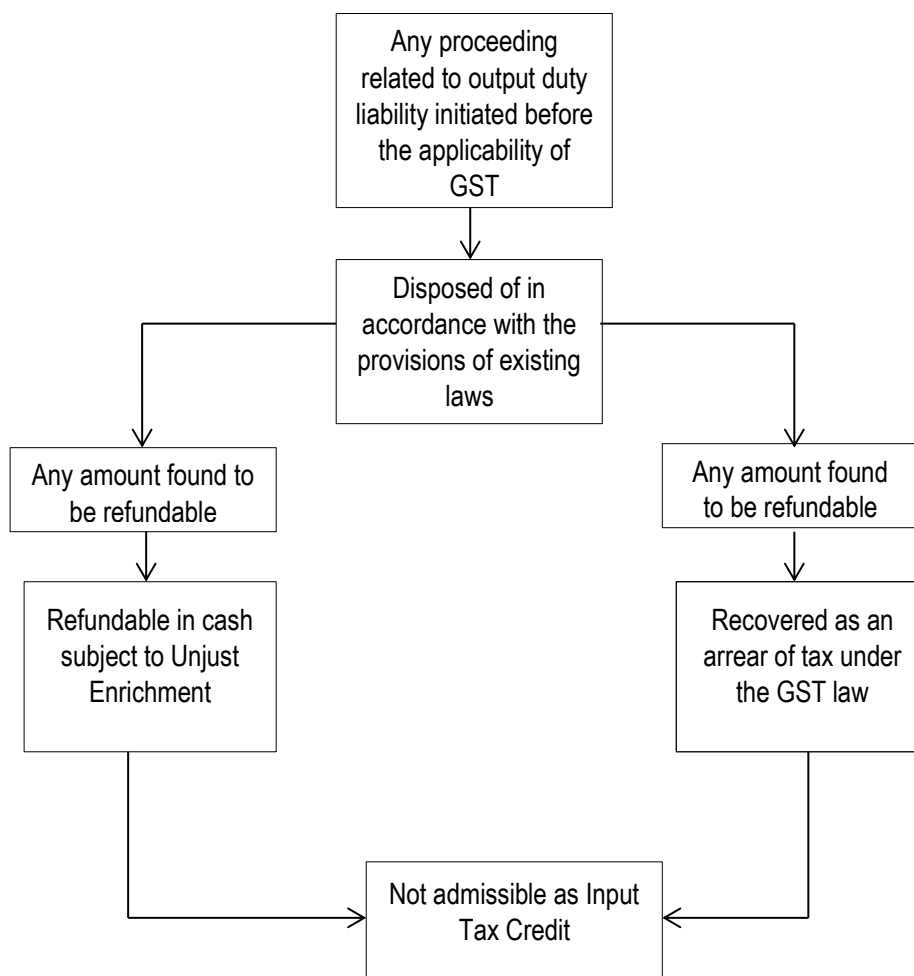 Any proceeding
related to output duty
liability initiated before
the applicability of
GST
Disposed of in
accordance with the
provisions of existing
laws
Any amount found to
be refundable
Any amount found
to be refundable
Refundable in cash
subject to Unjust
Enrichment
Recovered as an
arrear of tax under
the GST law
Not admissible as Input
Tax Credit